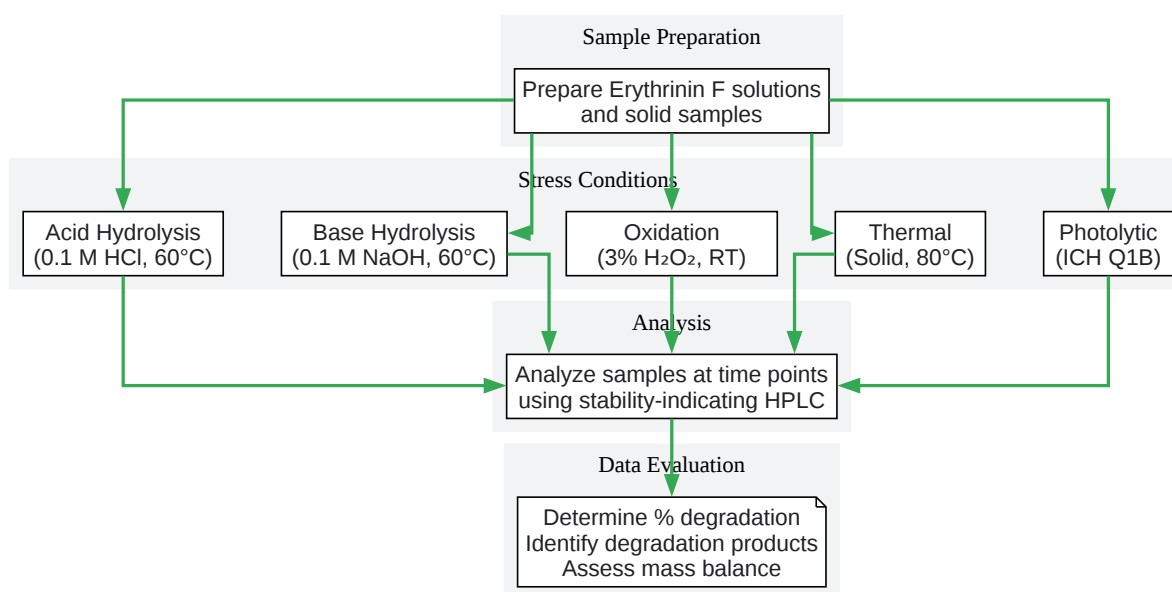 Sample Preparation
Prepare Erythrinin F solutions
and solid samples
Stress Conditions
Acid Hydrolysis
(0.1 M HCl, 60°C)
Base Hydrolysis
(0.1 M NaOH, 60°C)
Oxidation
(3% H₂O₂, RT)
Thermal
(Solid, 80°C)
Photolytic
(ICH Q1B)
Analysis
Analyze samples at time points
using stability-indicating HPLC
Data Evaluation
Determine % degradation
Identify degradation products
Assess mass balance